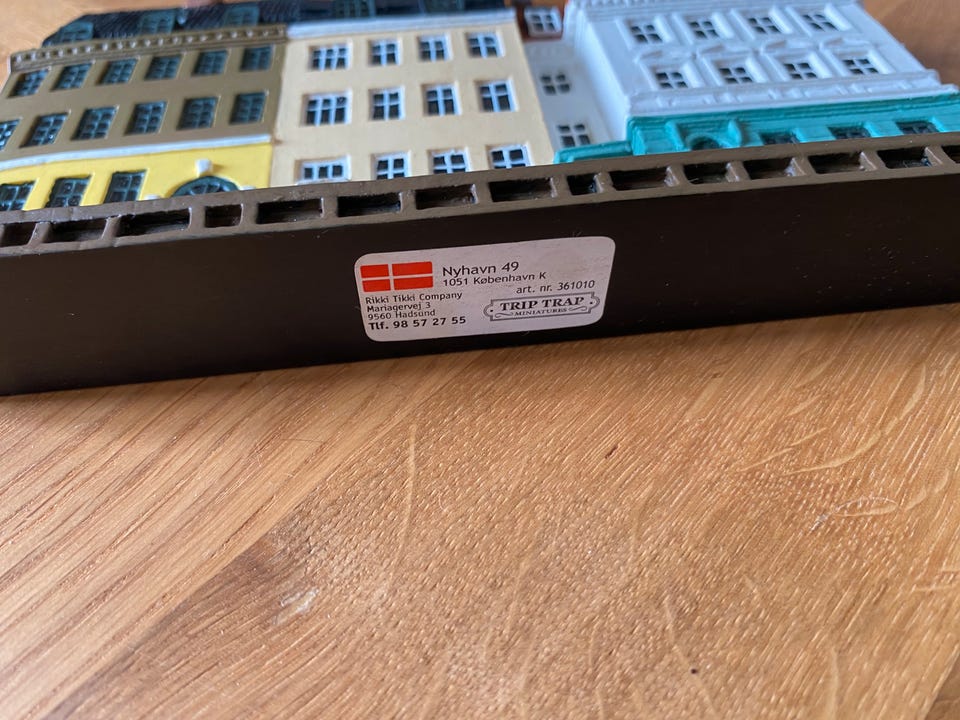 Nyhavn 49
1051 København K
art. nr. 361010
Rikki Tikki Company
Mariagervej 3
9560 Hadsund
Tlf. 98 57 27 55
TRIP TRAP
MINIATURES